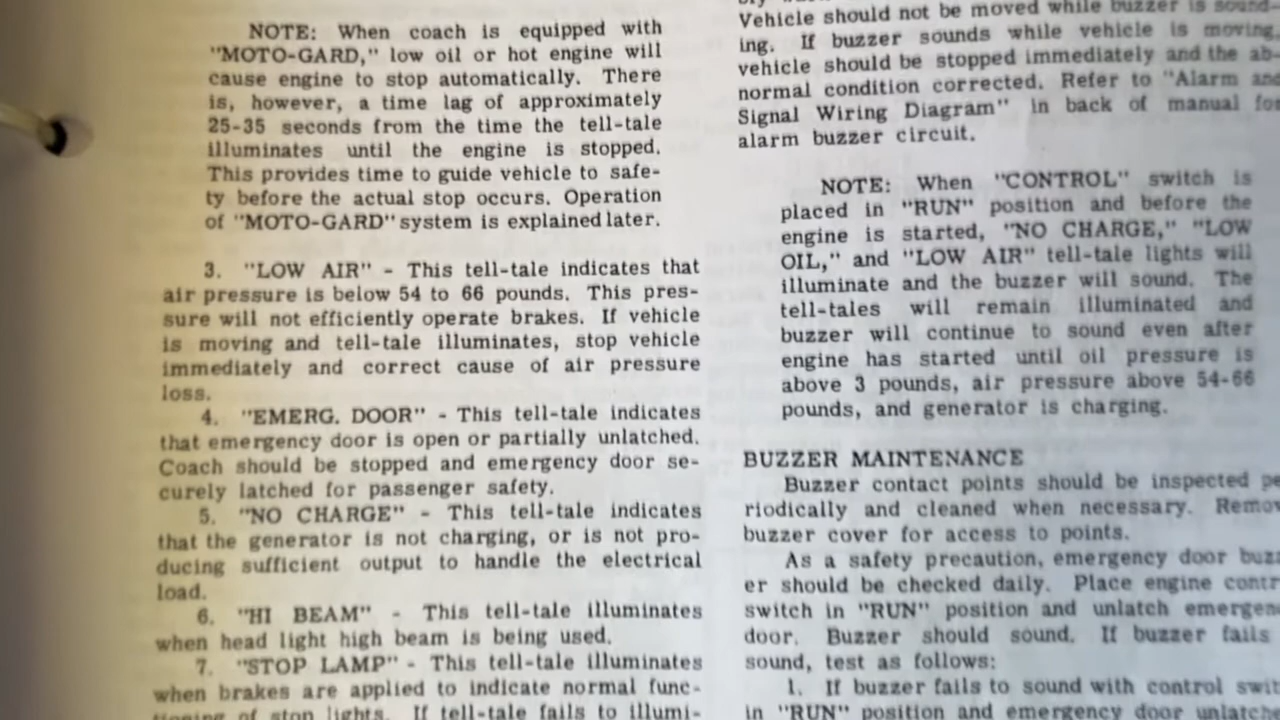 NOTE: When coach is equipped with
"MOTO-GARD," low oil or hot engine will
cause engine to stop automatically. There
is, however, a time lag of approximately
25-35 seconds from the time the tell-tale
illuminates until the engine is stopped.
This provides time to guide vehicle to safe-
ty before the actual stop occurs. Operation
of "MOTO-GARD" system is explained later.
3. "LOW AIR" - This tell-tale indicates that
air pressure is below 54 to 66 pounds. This pres-
sure will not efficiently operate brakes. If vehicle
is moving and tell-tale illuminates, stop vehicle
immediately and correct cause of air pressure
loss.
4. "EMERG. DOOR" - This tell-tale indicates
that emergency door is open or partially unlatched.
Coach should be stopped and emergency door se-
curely latched for passenger safety.
5. "NO CHARGE" - This tell-tale indicates
that the generator is not charging, or is not pro-
ducing sufficient output to handle the electrical
load.
6. "HI BEAM" - This tell-tale illuminates
when head light high beam is being used.
7. "STOP LAMP" - This tell-tale illuminates
when brakes are applied to indicate normal func-
tioning of stop lights. If tell-tale fails to illumi-
Vehicle should not be moved while buzzer is sound-
ing. If buzzer sounds while vehicle is moving,
vehicle should be stopped immediately and the ab-
normal condition corrected. Refer to "Alarm and
Signal Wiring Diagram" in back of manual for
alarm buzzer circuit.
NOTE: When "CONTROL" switch is
placed in "RUN" position and before the
engine is started, "NO CHARGE," "LOW
OIL," and "LOW AIR" tell-tale lights will
illuminate and the buzzer will sound. The
tell-tales will remain illuminated and
buzzer will continue to sound even after
engine has started until oil pressure is
above 3 pounds, air pressure above 54-66
pounds, and generator is charging.
BUZZER MAINTENANCE
Buzzer contact points should be inspected pe
riodically and cleaned when necessary. Remov
buzzer cover for access to points.
As a safety precaution, emergency door buzz
er should be checked daily. Place engine contr
switch in "RUN" position and unlatch emergen
door. Buzzer should sound. If buzzer fails
sound, test as follows:
1. If buzzer fails to sound with control swit
in "RUN" position and emergency door unlatche